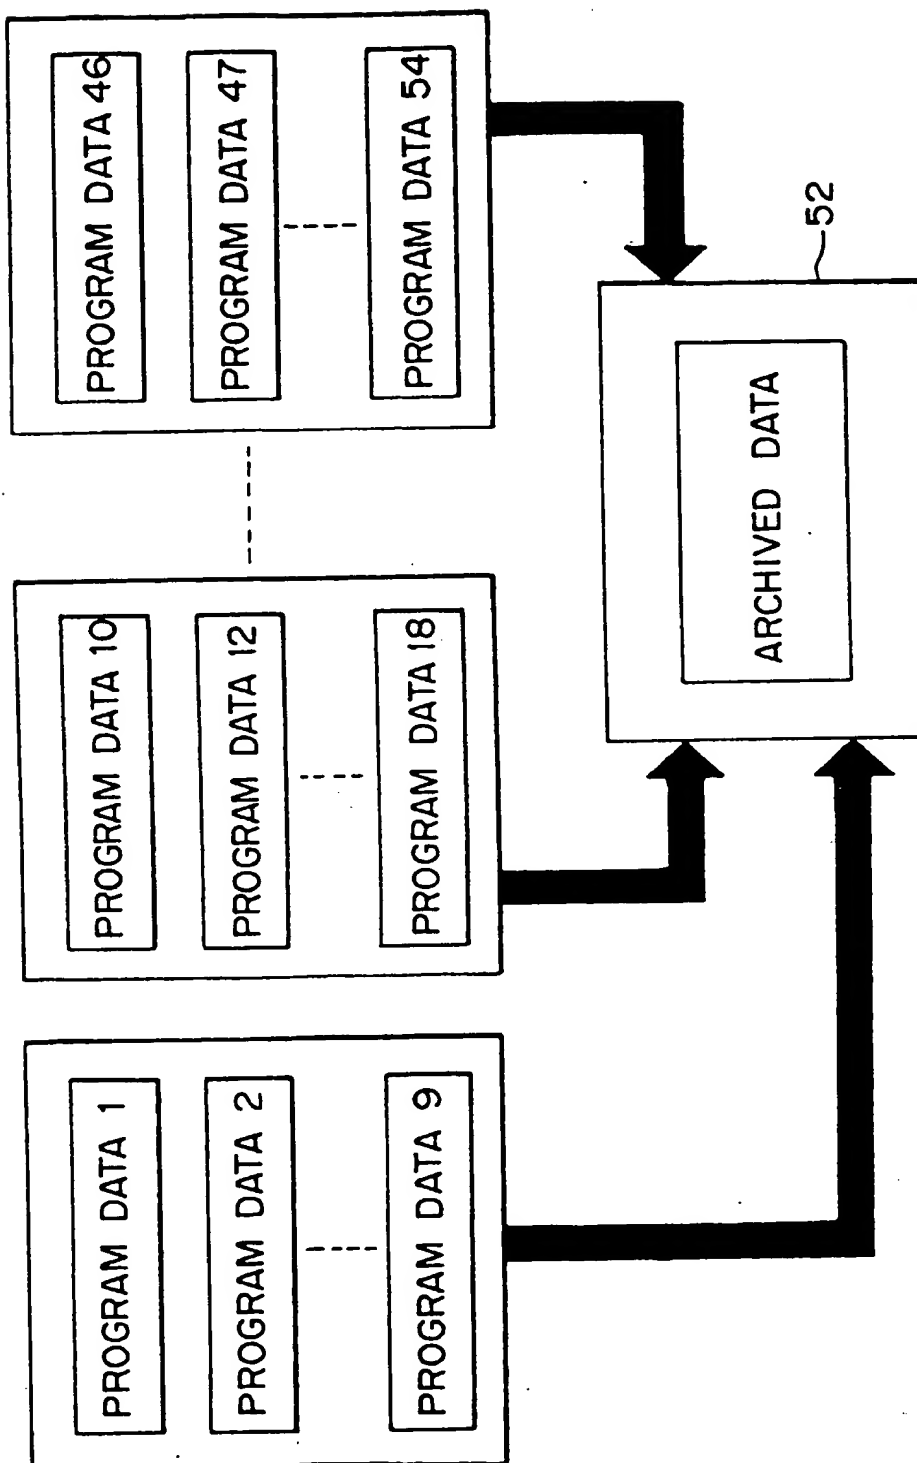 PROGRAM DATA 1
PROGRAM DATA 2
PROGRAM DATA 9
PROGRAM DATA 10
PROGRAM DATA 12
PROGRAM DATA 18
PROGRAM DATA 46
PROGRAM DATA 47
PROGRAM DATA 54
ARCHIVED DATA
52